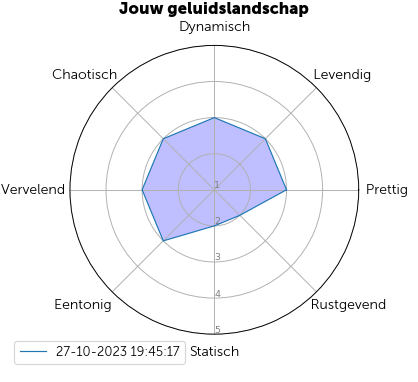 Jouw geluidslandschap
Dynamisch
Chaotisch
Levendig
Vervelend
1
Prettig
2
3
Eentonig
4
Rustgevend
5
27-10-2023 19:45:17
Statisch